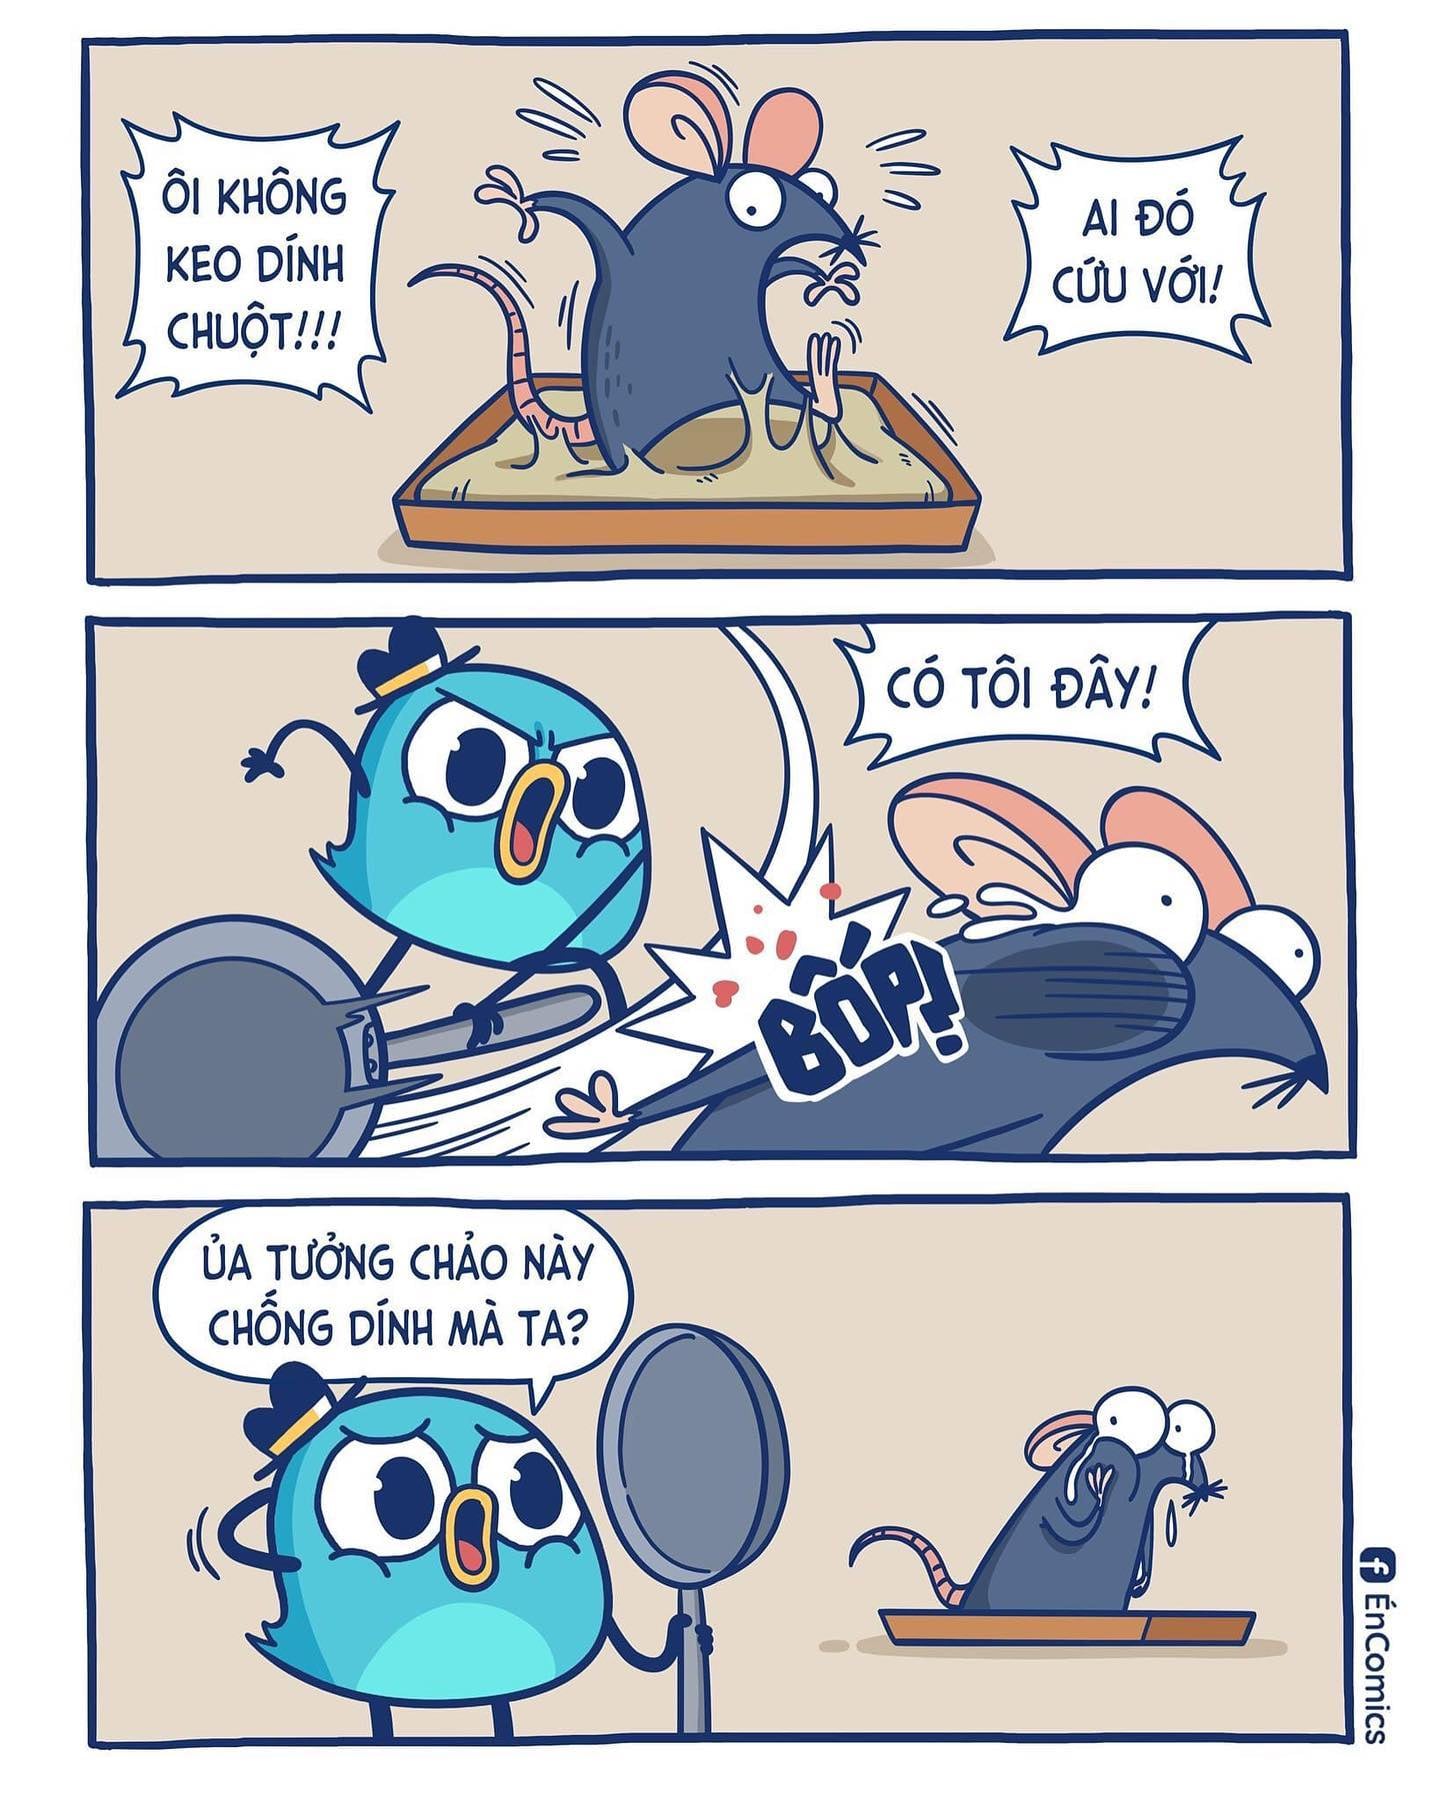 ÔI KHÔNG
KEO DÍNH
CHUỘT!!!
AI ĐÓ
CỨU VỚI!
CÓ TÔI ĐÂY!
BỐP!
ỦA TƯỞNG CHẢO NÀY
CHỐNG DÍNH MÀ TA?
f ÉnComics